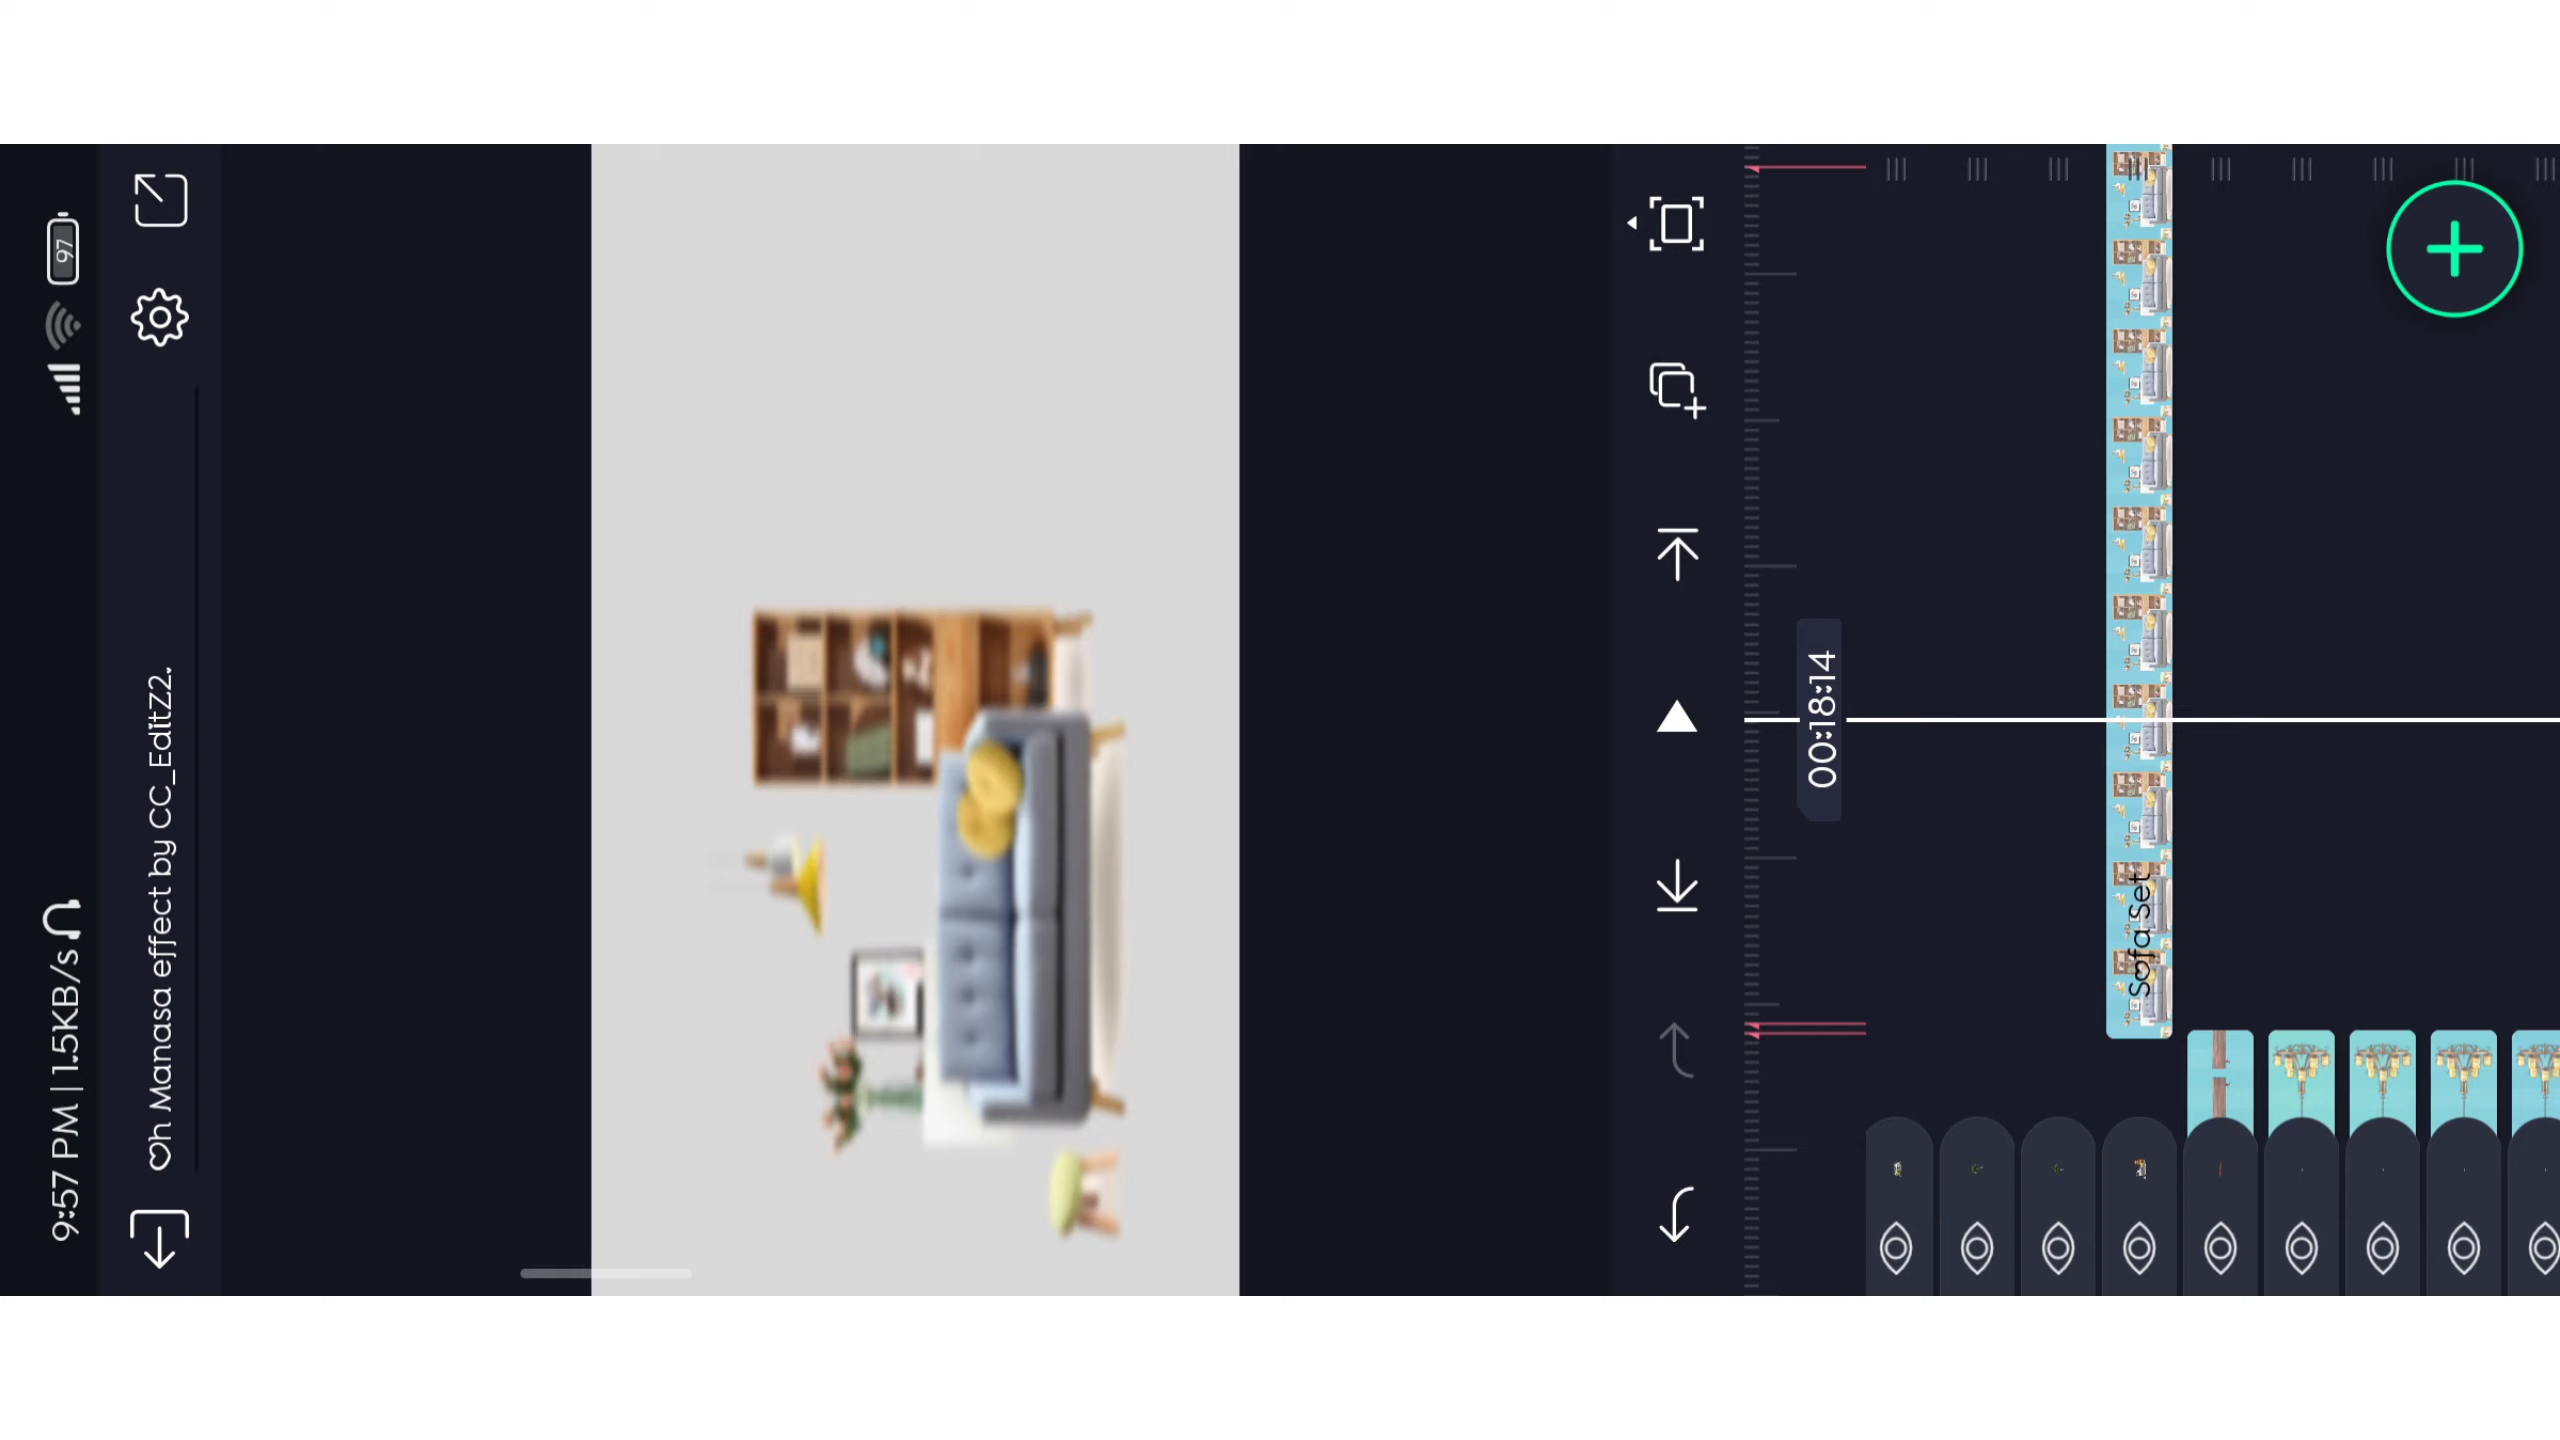 9:57 PM | 1.5KB/s
97
Oh Manasa effect by CC_EditZ2.
00:18:14
Sofa Set